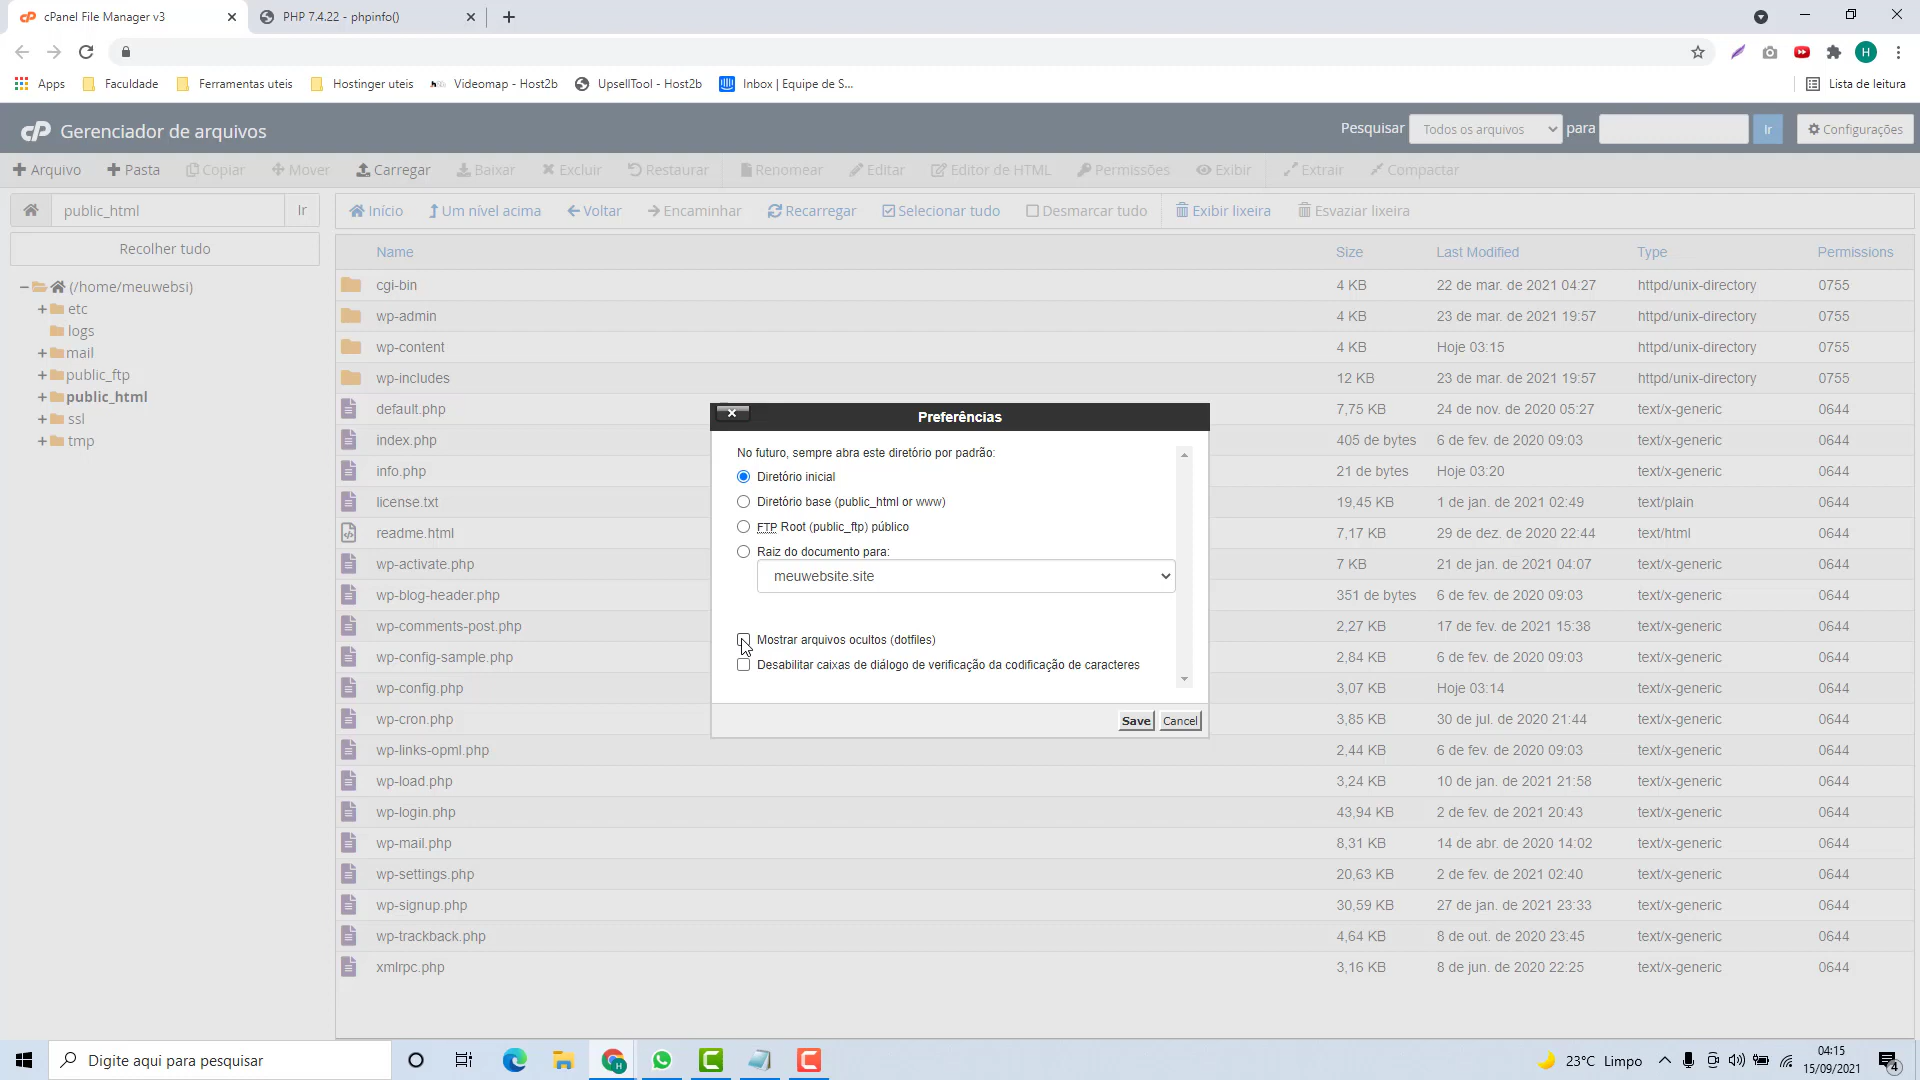 cPanel File Manager v3
PHP 7.4.22 - phpinfo()
Apps
Faculdade
Ferramentas uteis
Hostinger uteis
Videomap - Host2b
UpsellTool - Host2b
Inbox | Equipe de S...
Lista de leitura
cP Gerenciador de arquivos
Pesquisar Todos os arquivos para Ir Configurações
Arquivo Pasta Copiar Mover Carregar Baixar Excluir Restaurar Renomear Editar Editor de HTML Permissões Exibir Extrair Compactar
public_html Ir
Início Um nível acima Voltar Encaminhar Recarregar Selecionar tudo Desmarcar tudo Exibir lixeira Esvaziar lixeira
Recolher tudo
(/home/meuwebsi)
etc
logs
mail
public_ftp
public_html
ssl
tmp
Name Size Last Modified Type Permissions
cgi-bin 4 KB 22 de mar. de 2021 04:27 httpd/unix-directory 0755
wp-admin 4 KB 23 de mar. de 2021 19:57 httpd/unix-directory 0755
wp-content 4 KB Hoje 03:15 httpd/unix-directory 0755
wp-includes 12 KB 23 de mar. de 2021 19:57 httpd/unix-directory 0755
default.php 7,75 KB 24 de nov. de 2020 05:27 text/x-generic 0644
index.php 405 de bytes 6 de fev. de 2020 09:03 text/x-generic 0644
info.php 21 de bytes Hoje 03:20 text/x-generic 0644
license.txt 19,45 KB 1 de jan. de 2021 02:49 text/plain 0644
readme.html 7,17 KB 29 de dez. de 2020 22:44 text/html 0644
wp-activate.php 7 KB 21 de jan. de 2021 04:07 text/x-generic 0644
wp-blog-header.php 351 de bytes 6 de fev. de 2020 09:03 text/x-generic 0644
wp-comments-post.php 2,27 KB 17 de fev. de 2021 15:38 text/x-generic 0644
wp-config-sample.php 2,84 KB 6 de fev. de 2020 09:03 text/x-generic 0644
wp-config.php 3,07 KB Hoje 03:14 text/x-generic 0644
wp-cron.php 3,85 KB 30 de jul. de 2020 21:44 text/x-generic 0644
wp-links-opml.php 2,44 KB 6 de fev. de 2020 09:03 text/x-generic 0644
wp-load.php 3,24 KB 10 de jan. de 2021 21:58 text/x-generic 0644
wp-login.php 43,94 KB 2 de fev. de 2021 20:43 text/x-generic 0644
wp-mail.php 8,31 KB 14 de abr. de 2020 14:02 text/x-generic 0644
wp-settings.php 20,63 KB 2 de fev. de 2021 02:40 text/x-generic 0644
wp-signup.php 30,59 KB 27 de jan. de 2021 23:33 text/x-generic 0644
wp-trackback.php 4,64 KB 8 de out. de 2020 23:45 text/x-generic 0644
xmlrpc.php 3,16 KB 8 de jun. de 2020 22:25 text/x-generic 0644
Preferências
No futuro, sempre abra este diretório por padrão:
Diretório inicial
Diretório base (public_html or www)
FTP Root (public_ftp) público
Raiz do documento para:
meuwebsite.site
Mostrar arquivos ocultos (dotfiles)
Desabilitar caixas de diálogo de verificação da codificação de caracteres
Save Cancel
Digite aqui para pesquisar
23°C Limpo
04:15
15/09/2021
4